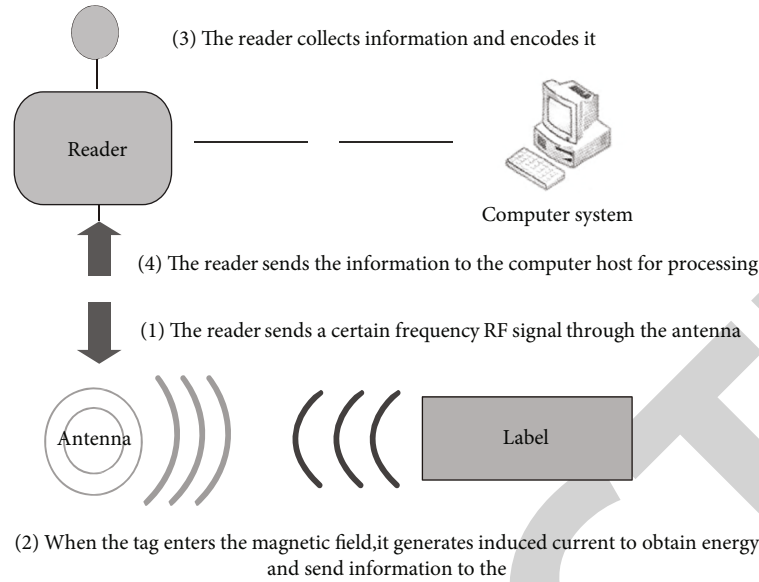 (3) The reader collects information and encodes it
Reader
Computer system
(4) The reader sends the information to the computer host for processing
(1) The reader sends a certain frequency RF signal through the antenna
Antenna
Label
(2) When the tag enters the magnetic field,it generates induced current to obtain energy
and send information to the